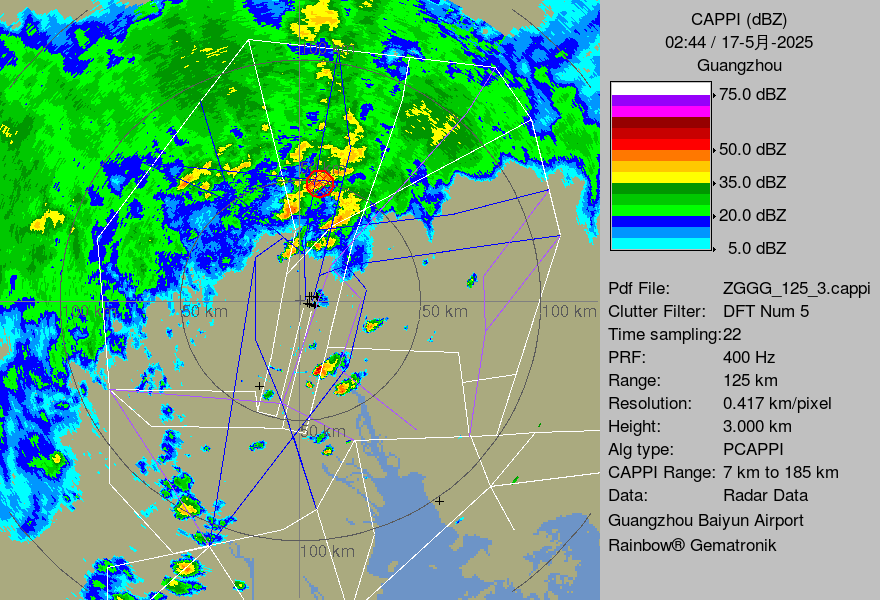 CAPPI (dBZ)
02:44 / 17-5月-2025
Guangzhou
75.0 dBZ
50.0 dBZ
35.0 dBZ
20.0 dBZ
5.0 dBZ
Pdf File: ZGGG_125_3.cappi
Clutter Filter: DFT Num 5
Time sampling:22
PRF: 400 Hz
Range: 125 km
Resolution: 0.417 km/pixel
Height: 3.000 km
Alg type: PCAPPI
CAPPI Range: 7 km to 185 km
Data: Radar Data
Guangzhou Baiyun Airport
Rainbow® Gematronik
100 km
50 km
50 km
100 km
50 km
100 km